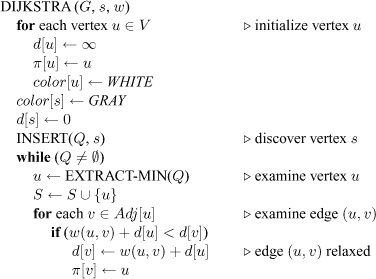 DIJKSTRA (G, s, w)
for each vertex u ∈ V ▷ initialize vertex u
d[u] ← ∞
π[u] ← u
color[u] ← WHITE
color[s] ← GRAY
d[s] ← 0
INSERT(Q, s) ▷ discover vertex s
while (Q ≠ ∅)
u ← EXTRACT-MIN(Q) ▷ examine vertex u
S ← S ∪ {u}
for each v ∈ Adj[u] ▷ examine edge (u, v)
if (w(u, v) + d[u] < d[v])
d[v] ← w(u, v) + d[u] ▷ edge (u, v) relaxed
π[v] ← u